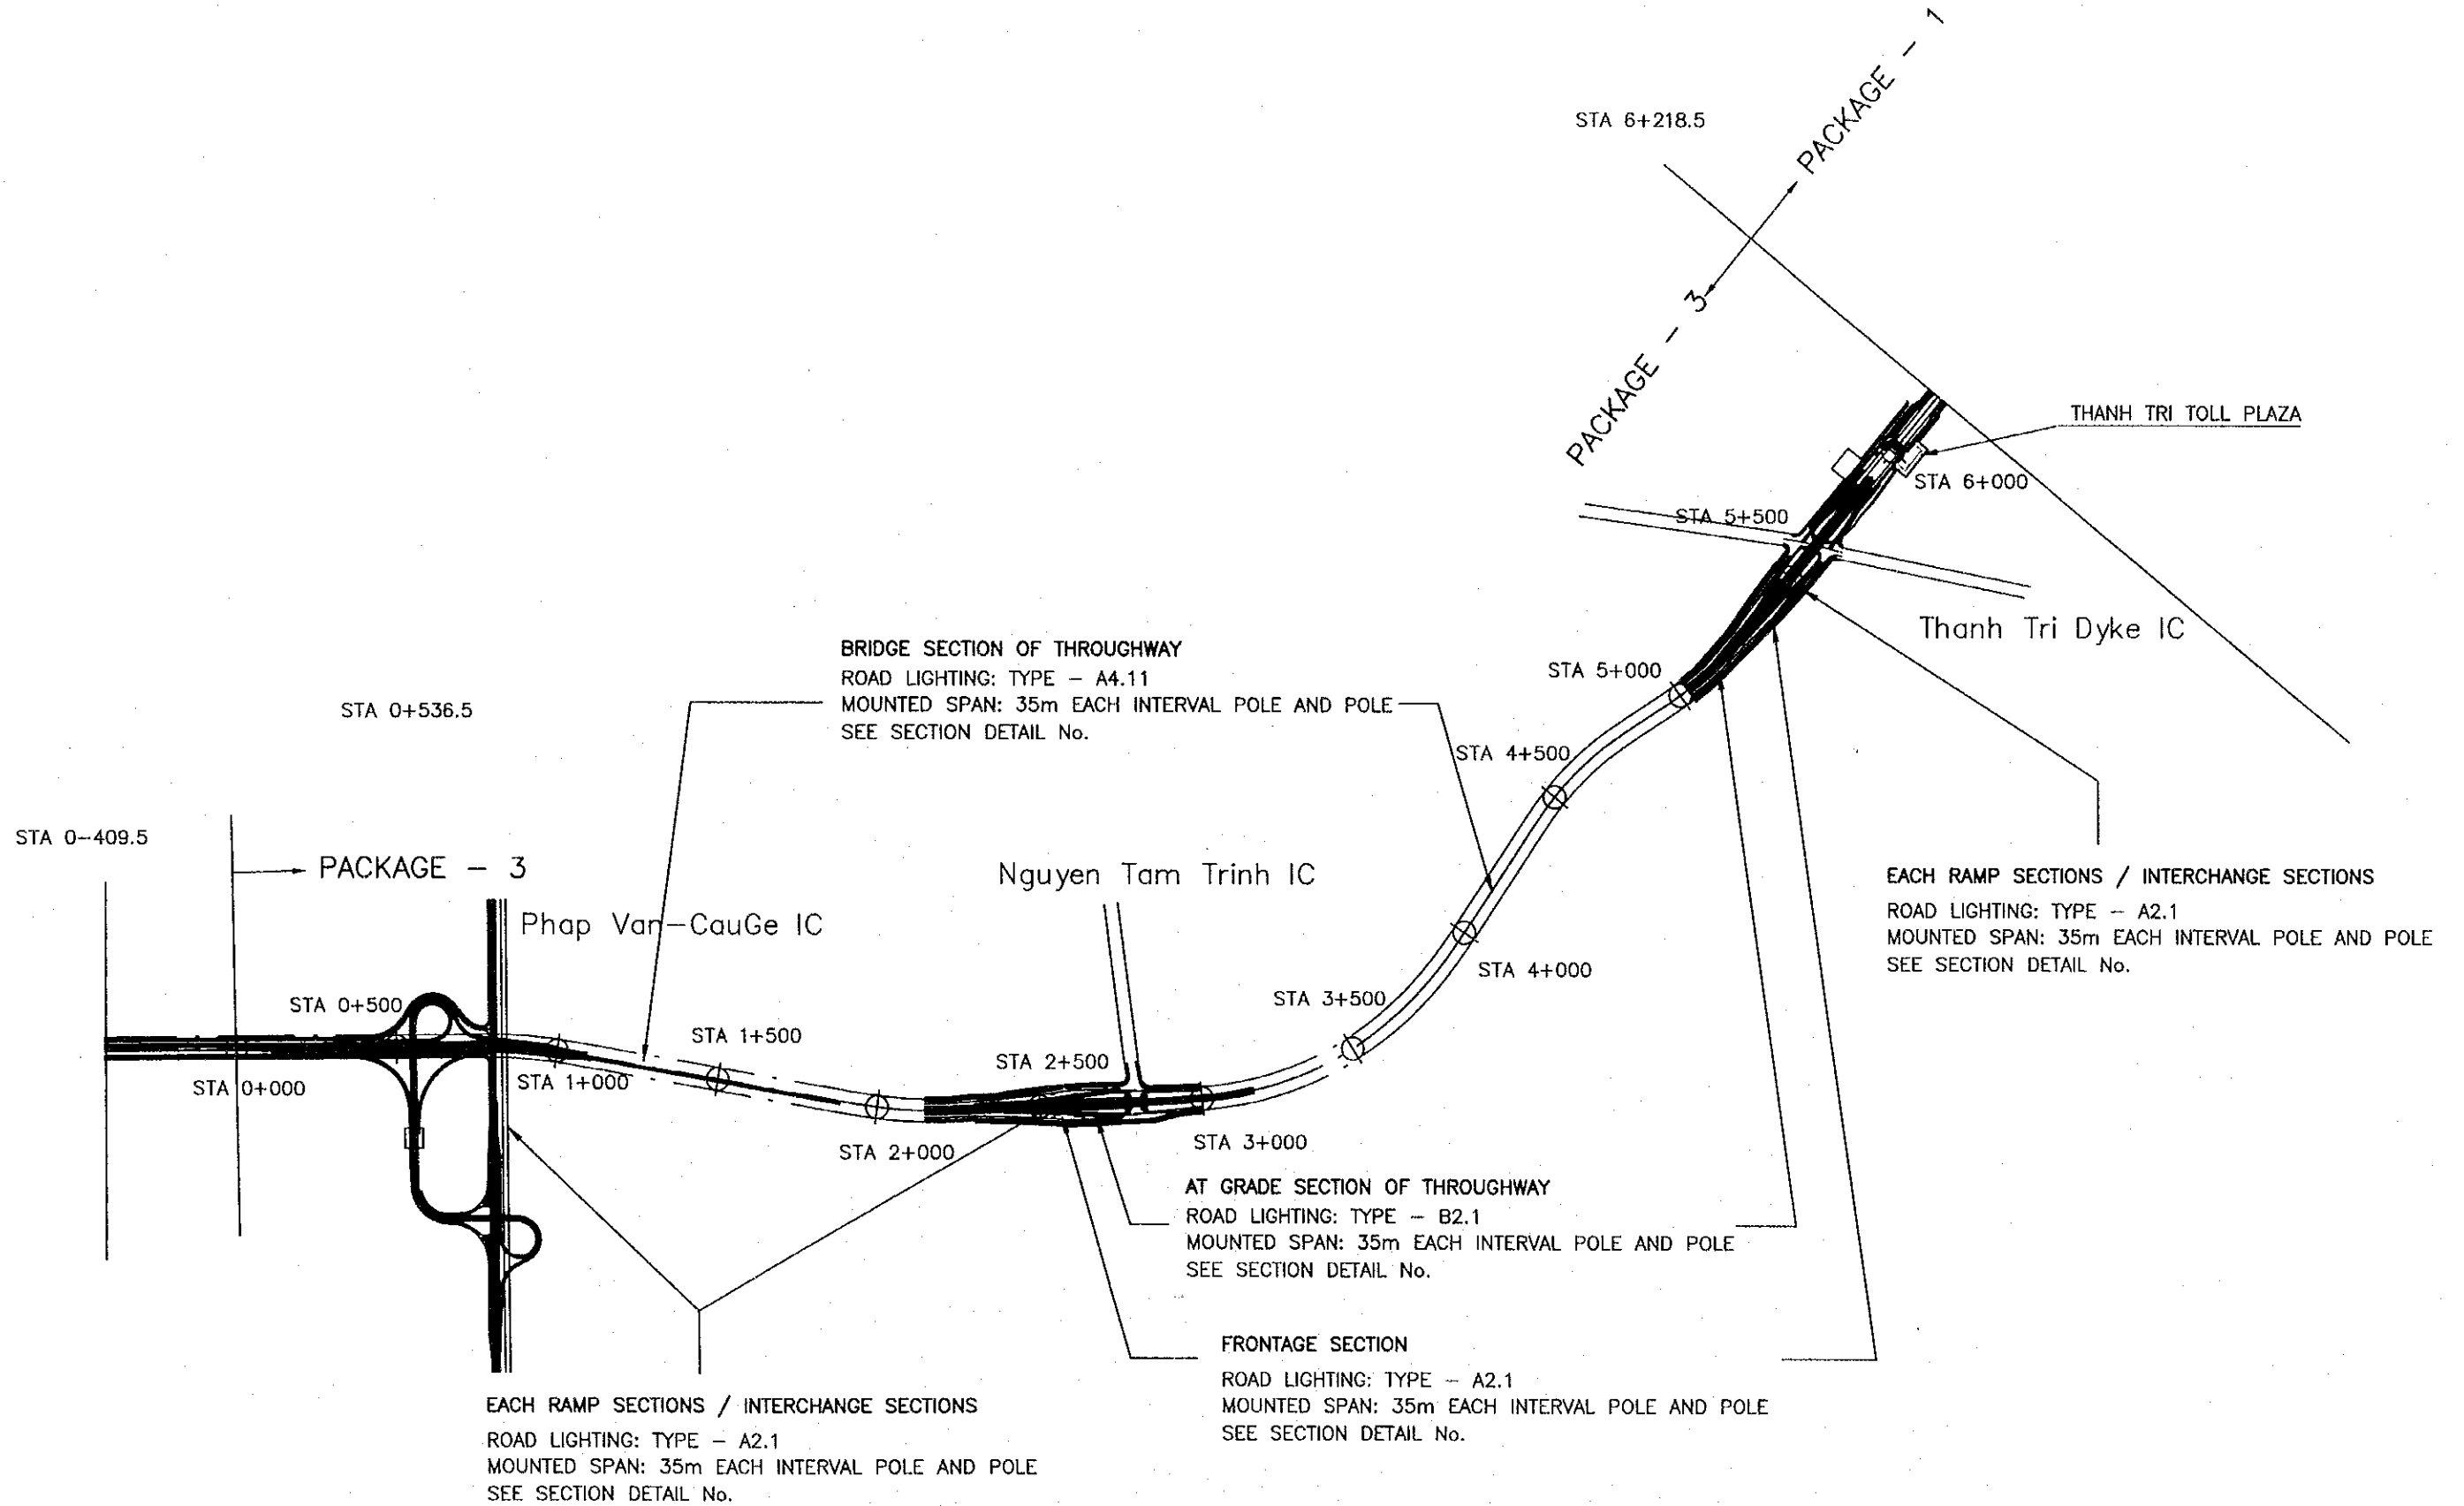 PACKAGE - 1
STA 6+218.5
PACKAGE - 3
THANH TRI TOLL PLAZA
STA 6+000
STA 5+500
Thanh Tri Dyke IC
BRIDGE SECTION OF THROUGHWAY
ROAD LIGHTING: TYPE - A4.11
MOUNTED SPAN: 35m EACH INTERVAL POLE AND POLE
SEE SECTION DETAIL No.
STA 5+000
STA 0+536.5
STA 4+500
STA 0-409.5
PACKAGE - 3
Nguyen Tam Trinh IC
EACH RAMP SECTIONS / INTERCHANGE SECTIONS
ROAD LIGHTING: TYPE - A2.1
MOUNTED SPAN: 35m EACH INTERVAL POLE AND POLE
SEE SECTION DETAIL No.
Phap Van-CauGe IC
STA 4+000
STA 3+500
STA 0+500
STA 1+500
STA 2+500
STA 0+000
STA 1+000
STA 2+000
STA 3+000
AT GRADE SECTION OF THROUGHWAY
ROAD LIGHTING: TYPE - B2.1
MOUNTED SPAN: 35m EACH INTERVAL POLE AND POLE
SEE SECTION DETAIL No.
FRONTAGE SECTION
ROAD LIGHTING: TYPE - A2.1
MOUNTED SPAN: 35m EACH INTERVAL POLE AND POLE
SEE SECTION DETAIL No.
EACH RAMP SECTIONS / INTERCHANGE SECTIONS
ROAD LIGHTING: TYPE - A2.1
MOUNTED SPAN: 35m EACH INTERVAL POLE AND POLE
SEE SECTION DETAIL No.